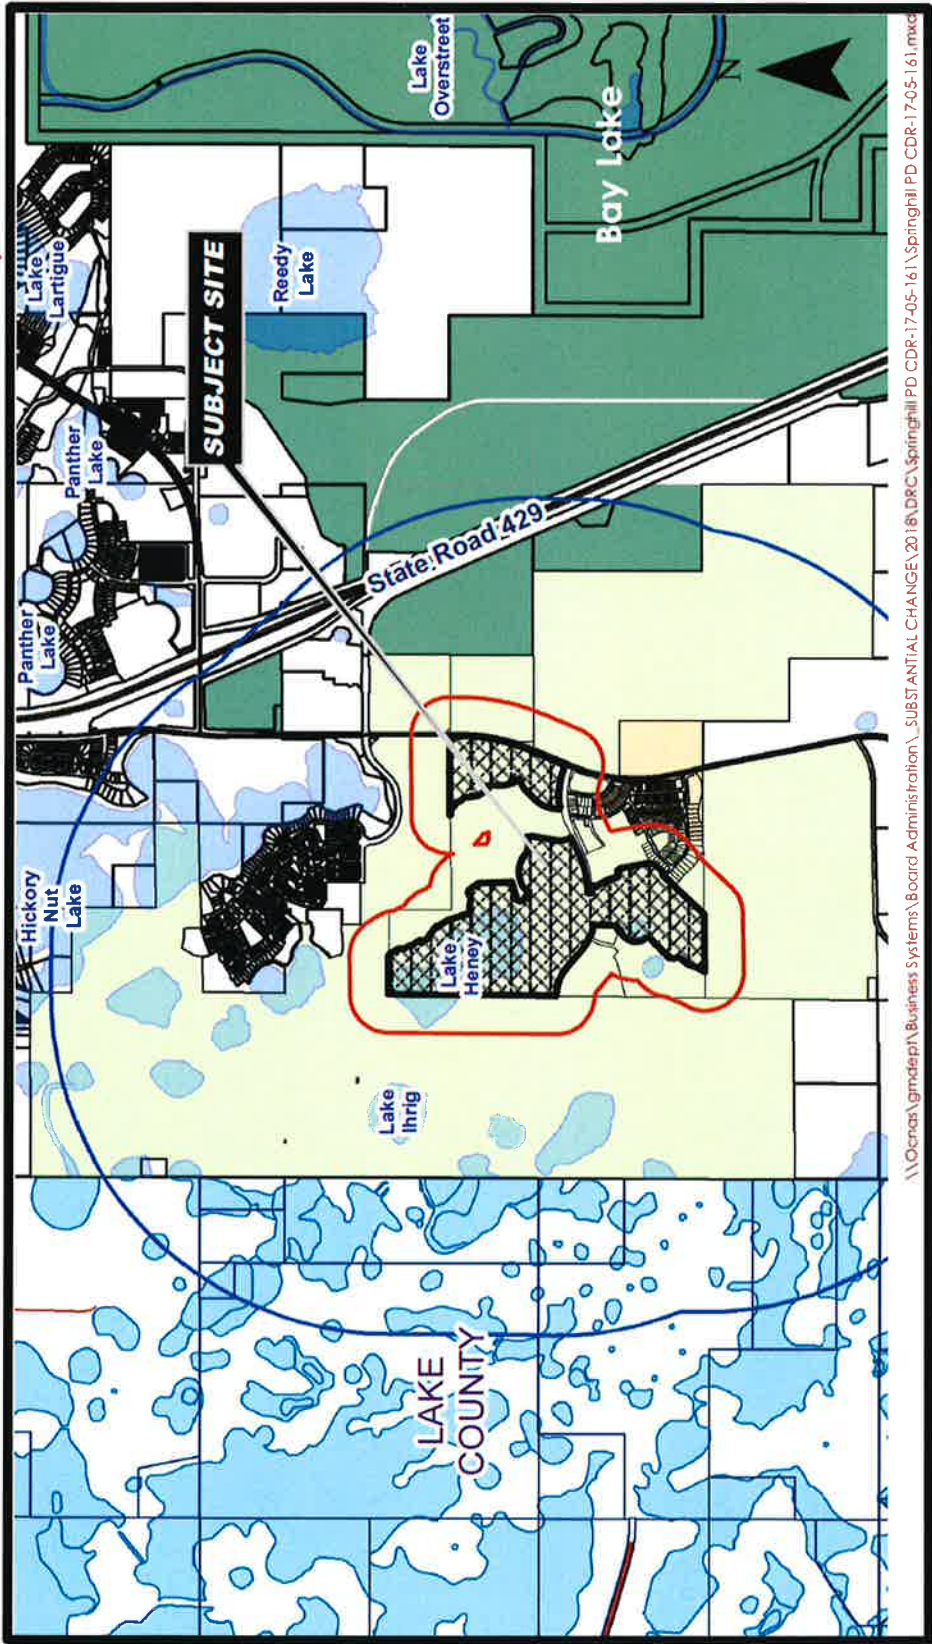 Lake
Overstreet
N
Bay Lake
Lake
Lartigue
Reedy
Lake
SUBJECT SITE
Panther
Lake
State Road 429
Panther
Lake
Hickory
Nut
Lake
Lake
Heney
Lake
Ihrig
LAKE
COUNTY
\\Ocnas\gmdept\Business Systems\Board Administration\_SUBSTANTIAL CHANGE\2018\DRC\Springhill PD CDR-17-05-161\Springhill PD CDR-17-05-161.mxd